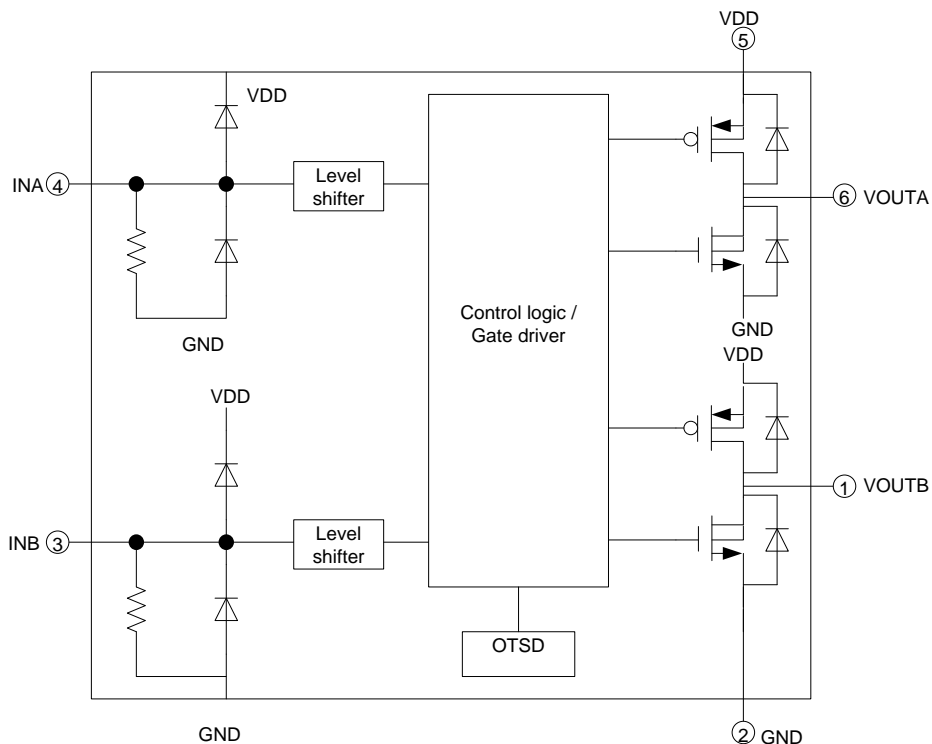 VDD
5
VDD
INA 4
Level
shifter
6 VOUTA
Control logic /
Gate driver
GND
GND
VDD
VDD
1 VOUTB
INB 3
Level
shifter
OTSD
GND
2 GND